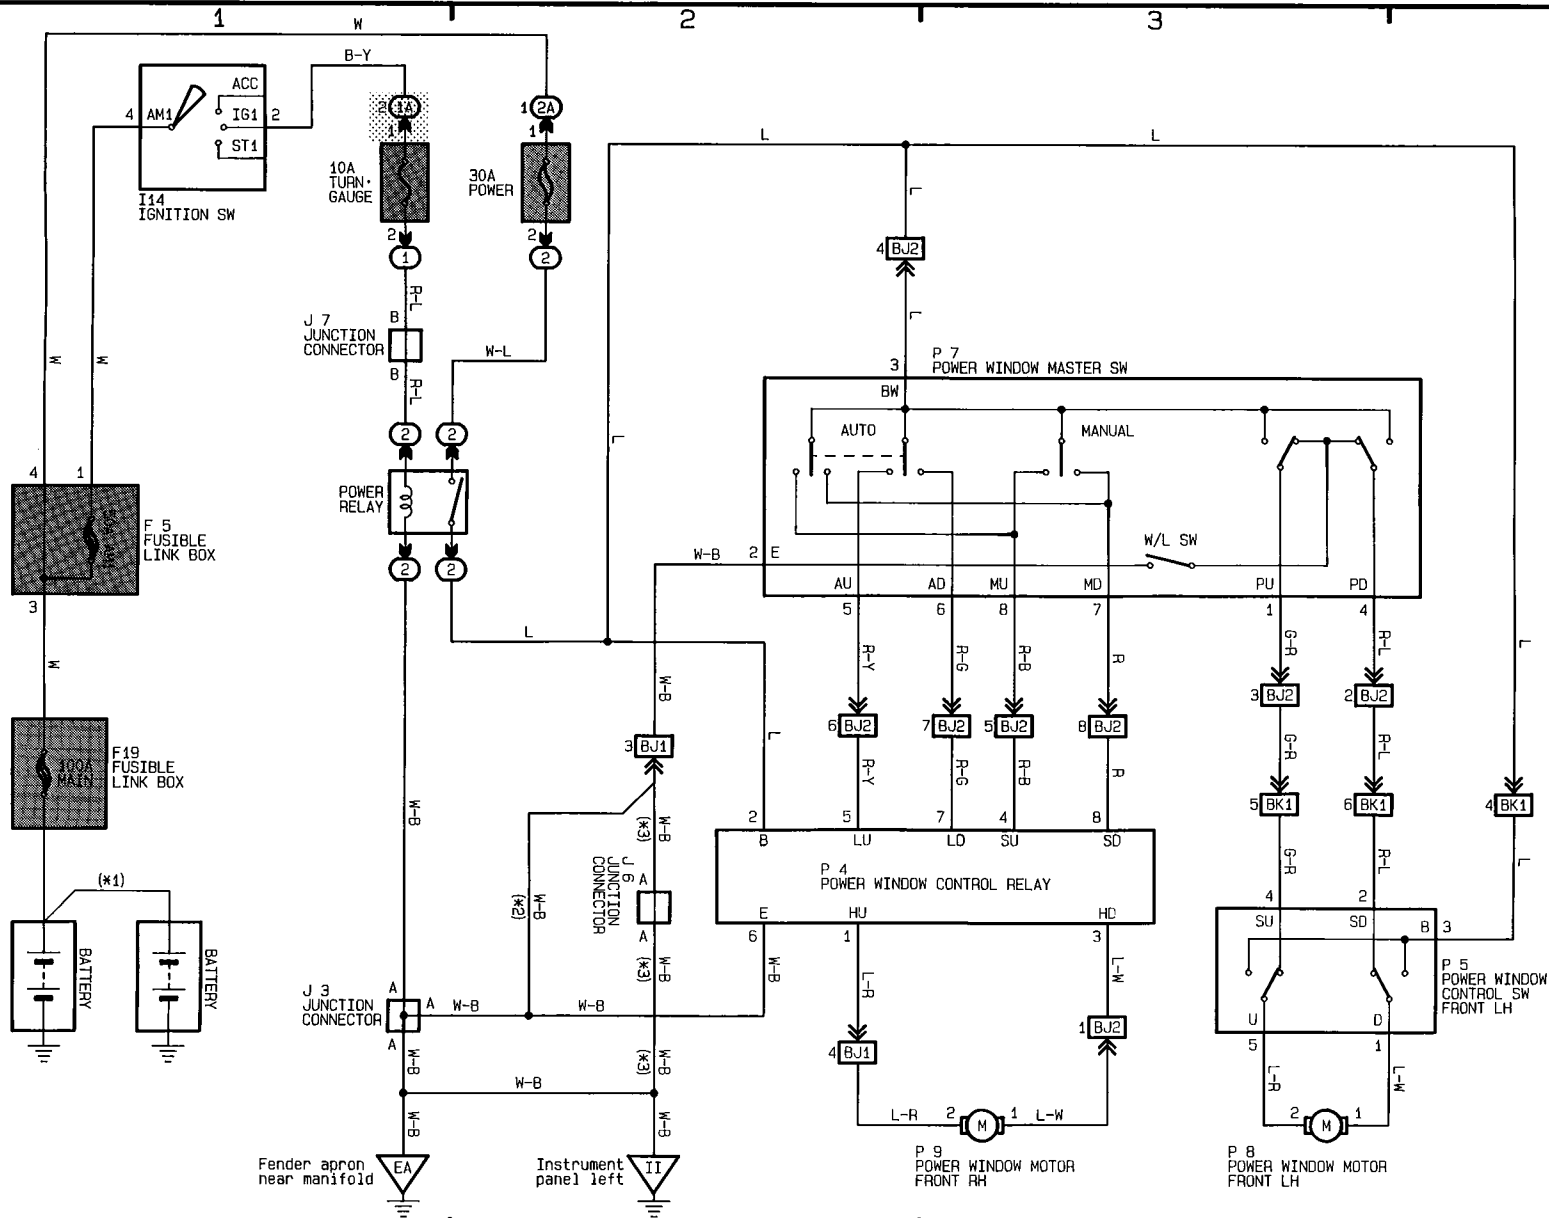 1
2
3
W
B-Y
ACC
4 AM1
IG1 2
ST1
I14
IGNITION SW
2 1A
1
10A
TURN·
GAUGE
2
1
1 2A
1
30A
POWER
2
2
L
L
L
4 BJ2
L
R-L
B
J 7
JUNCTION
CONNECTOR
B
R-L
W-L
W
W
2
2
POWER
RELAY
2
2
4
1
F 5
FUSIBLE
LINK BOX
3
W
100A
MAIN
F19
FUSIBLE
LINK BOX
(*1)
BATTERY
BATTERY
3
P 7
POWER WINDOW MASTER SW
BW
AUTO
MANUAL
W/L SW
W-B
2 E
AU
AD
MU
MD
PU
PD
5
6
8
7
1
4
L
L
R-Y
R-G
R-B
R
G-R
R-L
L
6 BJ2
7 BJ2
5 BJ2
8 BJ2
3 BJ2
2 BJ2
R-Y
R-G
R-B
R
G-R
R-L
5 BK1
6 BK1
4 BK1
G-R
R-L
L
W-B
3 BJ1
L
W-B
W-B
(*3)
J 6
JUNCTION
CONNECTOR
A
A
W-B
(*2)
W-B
(*3)
2
5
7
4
8
B
LU
LD
SU
SD
P 4
POWER WINDOW CONTROL RELAY
E
HU
HD
6
1
3
W-B
L-R
L-W
4 BJ1
1 BJ2
L-R
2
M
1
L-W
P 9
POWER WINDOW MOTOR
FRONT RH
4
2
SU
SD
B 3
P 5
POWER WINDOW
CONTROL SW
FRONT LH
U
D
5
1
L-R
L-W
2
M
1
P 8
POWER WINDOW MOTOR
FRONT LH
J 3
JUNCTION
CONNECTOR
A
A
A
W-B
W-B
W-B
W-B
(*3)
W-B
W-B
W-B
W-B
Fender apron
near manifold
EA
Instrument
panel left
II